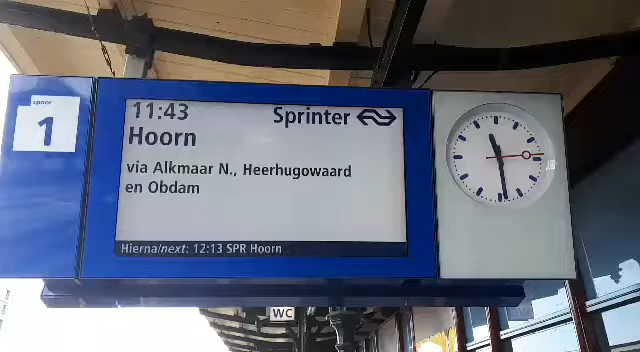 spoor
1
11:43
Sprinter
Hoorn
via Alkmaar N., Heerhugowaard
en Obdam
Hierna/next: 12:13 SPR Hoorn
WC